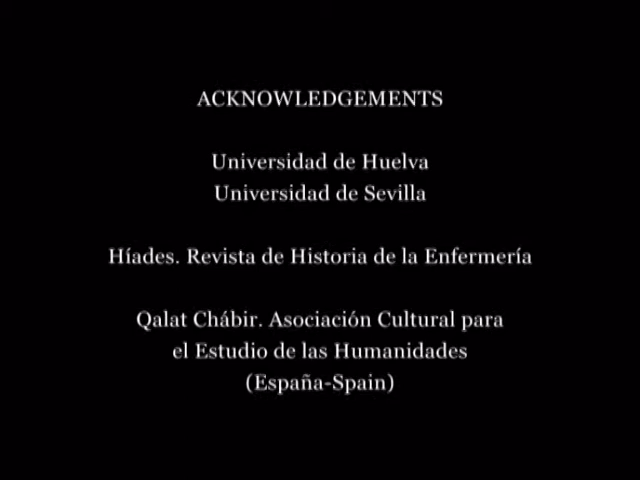 ACKNOWLEDGEMENTS
Universidad de Huelva
Universidad de Sevilla
Híades. Revista de Historia de la Enfermería
Qalat Chábir. Asociación Cultural para
el Estudio de las Humanidades
(España-Spain)